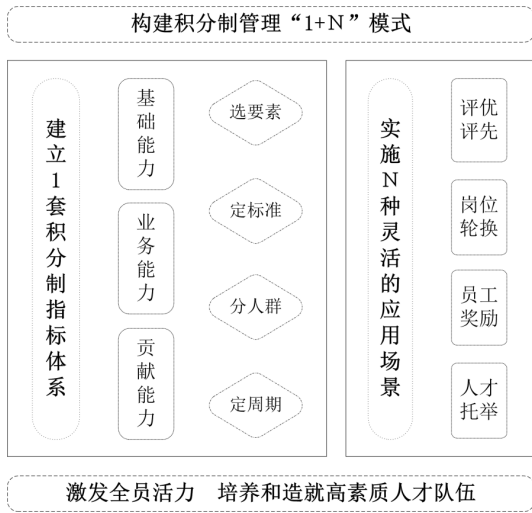 构建积分制管理“1+N”模式
建立1套积分制指标体系
基础能力
业务能力
贡献能力
选要素
定标准
分人群
定周期
实施N种灵活的应用场景
评优
评先
岗位
轮换
员工
奖励
人才
托举
激发全员活力 培养和造就高素质人才队伍